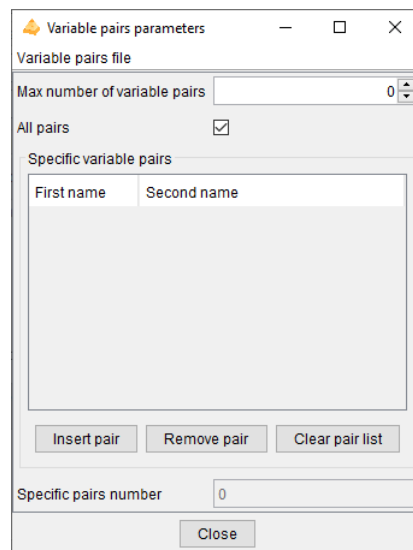 Variable pairs parameters
Variable pairs file
Max number of variable pairs 0
All pairs
Specific variable pairs
First name Second name
Insert pair Remove pair Clear pair list
Specific pairs number 0
Close